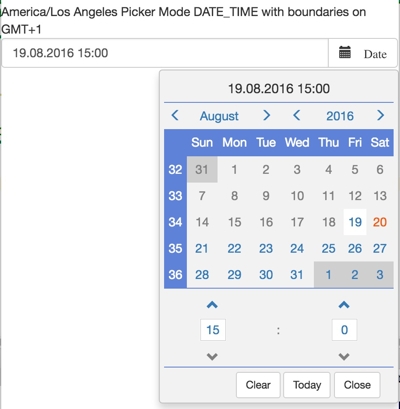 America/Los Angeles Picker Mode DATE_TIME with boundaries on
GMT+1
19.08.2016 15:00 Date
19.08.2016 15:00
August 2016
Sun Mon Tue Wed Thu Fri Sat
32 31 1 2 3 4 5 6
33 7 8 9 10 11 12 13
34 14 15 16 17 18 19 20
35 21 22 23 24 25 26 27
36 28 29 30 31 1 2 3
15 : 0
Clear Today Close